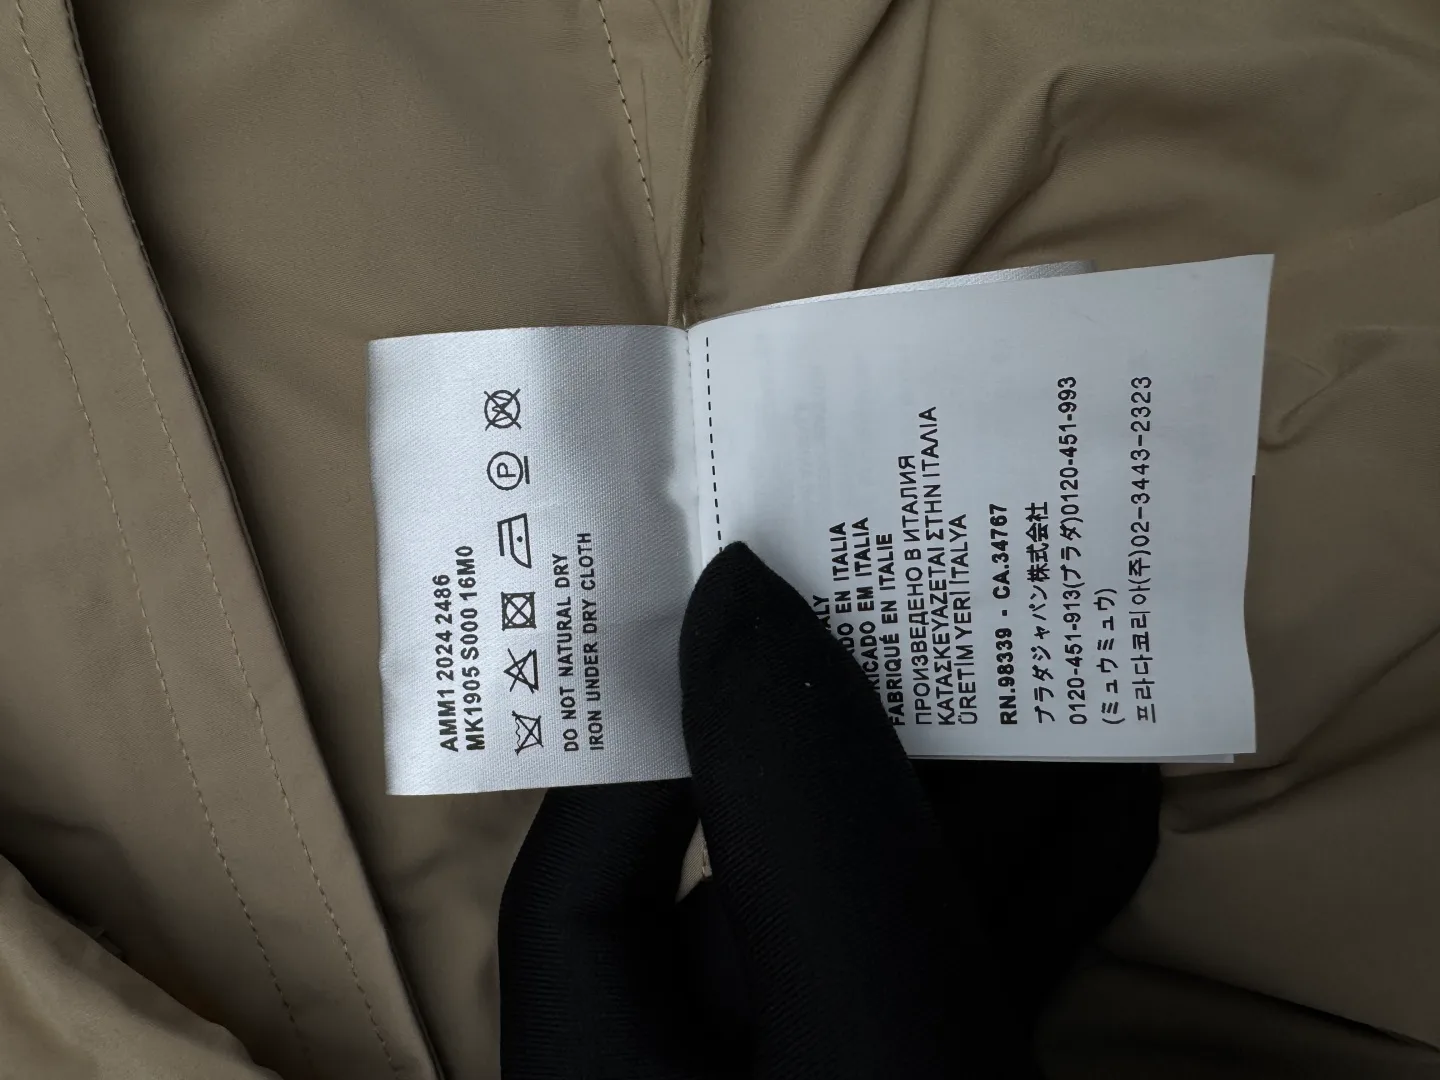 AMM1 2024 2486
MK1905 S000 16M0
P
W
DO NOT NATURAL DRY
IRON UNDER DRY CLOTH
EN ITALIA
EM ITALIA
FABRIQUÉ EN ITALIE
ПРОИЗВЕДЕНО В ИТАЛИЯ
ΚΑΤΑΣΚΕΥΑΖΕΤΑΙ ΣΤΗΝ ΙΤΑΛΙΑ
ÜRETİM YERİ İTALYA
RN.98339 - CA.34767
プラダジャパン株式会社
0120-451-913(プラダ)0120-451-993
(ミュウミュウ)
프라다코리아(주)02-3443-2323